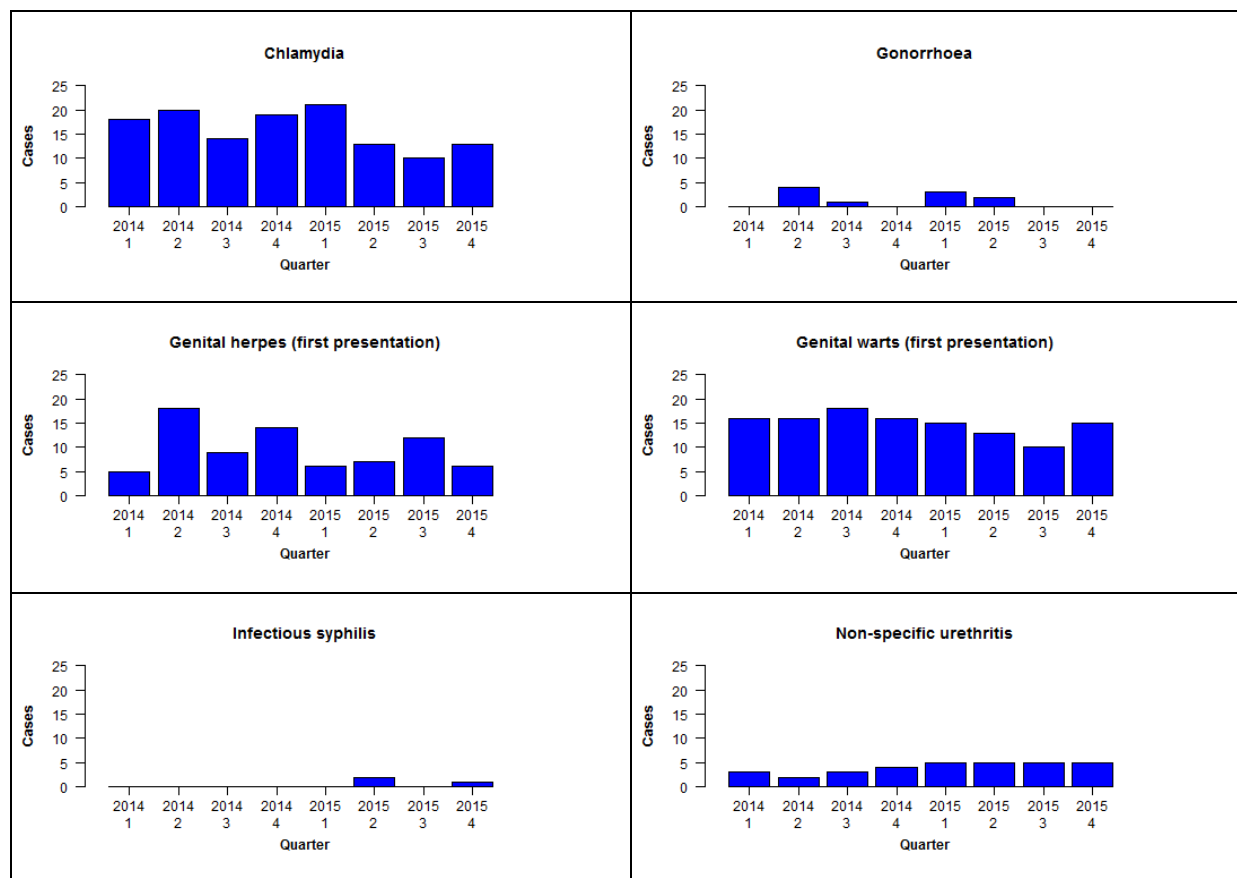 Chlamydia
25
20
15
10
5
0
Cases
2014 2014 2014 2014 2015 2015 2015 2015
1 2 3 4 1 2 3 4
Quarter
Gonorrhoea
25
20
15
10
5
0
Cases
2014 2014 2014 2014 2015 2015 2015 2015
1 2 3 4 1 2 3 4
Quarter
Genital herpes (first presentation)
25
20
15
10
5
0
Cases
2014 2014 2014 2014 2015 2015 2015 2015
1 2 3 4 1 2 3 4
Quarter
Genital warts (first presentation)
25
20
15
10
5
0
Cases
2014 2014 2014 2014 2015 2015 2015 2015
1 2 3 4 1 2 3 4
Quarter
Infectious syphilis
25
20
15
10
5
0
Cases
2014 2014 2014 2014 2015 2015 2015 2015
1 2 3 4 1 2 3 4
Quarter
Non-specific urethritis
25
20
15
10
5
0
Cases
2014 2014 2014 2014 2015 2015 2015 2015
1 2 3 4 1 2 3 4
Quarter